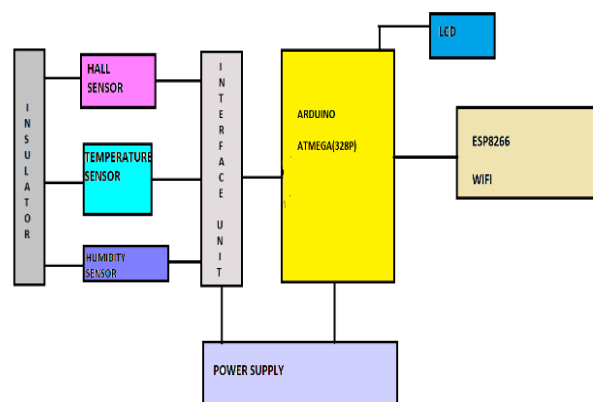 INSULATOR
HALL
SENSOR
TEMPERATURE
SENSOR
HUMIDITY
SENSOR
INTERFACE UNIT
ARDUINO
ATMEGA(328P)
LCD
ESP8266
WIFI
POWER SUPPLY